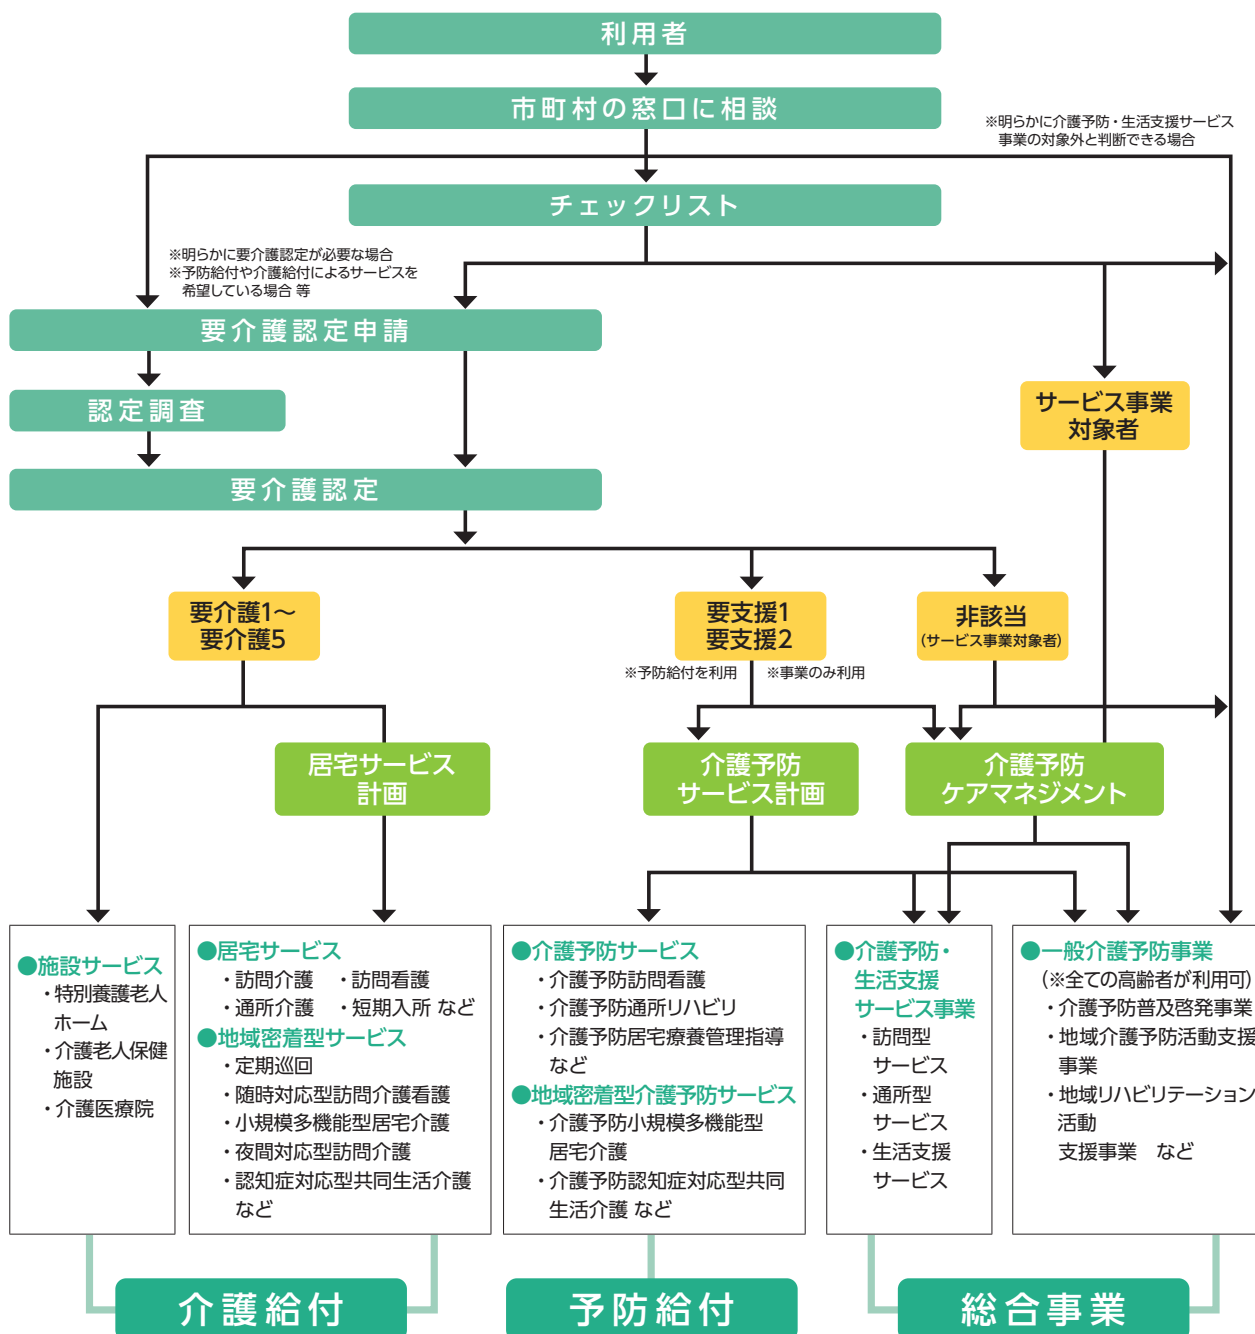 利用者
市町村の窓口に相談
※明らかに介護予防・生活支援サービス
事業の対象外と判断できる場合
チェックリスト
※明らかに要介護認定が必要な場合
※予防給付や介護給付によるサービスを
希望している場合 等
要介護認定申請
認定調査
サービス事業
対象者
要介護認定
要介護1〜
要介護5
要支援1
要支援2
非該当
(サービス事業対象者)
※予防給付を利用
※事業のみ利用
居宅サービス
計画
介護予防
サービス計画
介護予防
ケアマネジメント
●施設サービス
・特別養護老人
ホーム
・介護老人保健
施設
・介護医療院
●居宅サービス
・訪問介護 ・訪問看護
・通所介護 ・短期入所 など
●地域密着型サービス
・定期巡回
・随時対応型訪問介護看護
・小規模多機能型居宅介護
・夜間対応型訪問介護
・認知症対応型共同生活介護
など
●介護予防サービス
・介護予防訪問看護
・介護予防通所リハビリ
・介護予防居宅療養管理指導
など
●地域密着型介護予防サービス
・介護予防小規模多機能型
居宅介護
・介護予防認知症対応型共同
生活介護 など
●介護予防・
生活支援
サービス事業
・訪問型
サービス
・通所型
サービス
・生活支援
サービス
●一般介護予防事業
(※全ての高齢者が利用可)
・介護予防普及啓発事業
・地域介護予防活動支援
事業
・地域リハビリテーション
活動
支援事業 など
介護給付
予防給付
総合事業